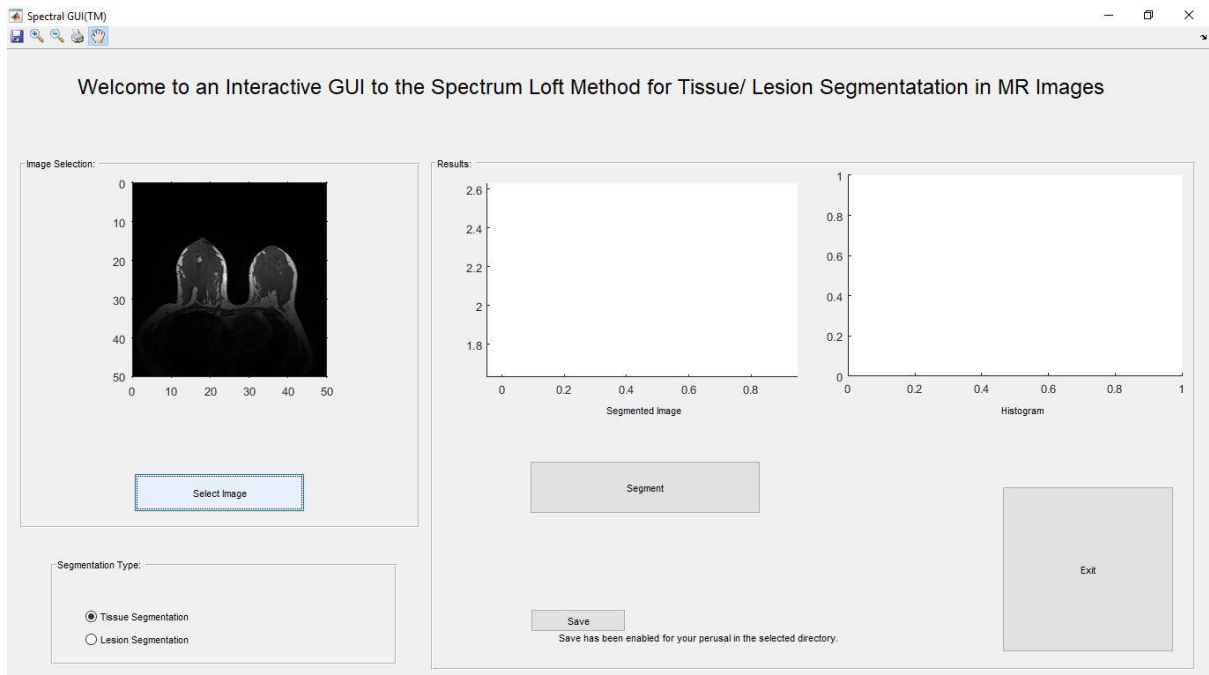 Spectral GUI(TM)
Welcome to an Interactive GUI to the Spectrum Loft Method for Tissue/ Lesion Segmentatation in MR Images
Image Selection:
0
10
20
30
40
50
0 10 20 30 40 50
Select Image
Segmentation Type:
Tissue Segmentation
Lesion Segmentation
Results:
2.6
2.4
2.2
2
1.8
0 0.2 0.4 0.6 0.8
Segmented Image
1
0.8
0.6
0.4
0.2
0
0 0.2 0.4 0.6 0.8 1
Histogram
Segment
Exit
Save
Save has been enabled for your perusal in the selected directory.